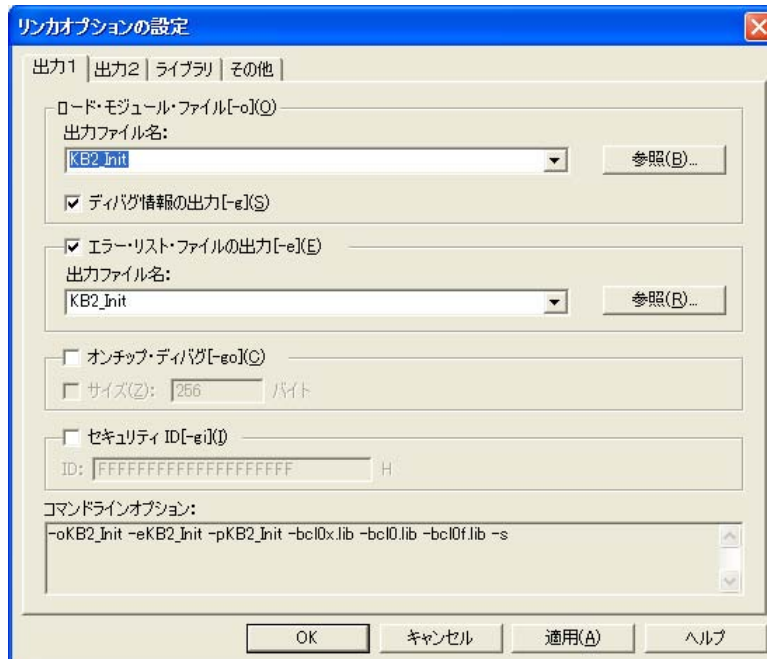 リンカオプションの設定
出力1 出力2 ライブラリ その他
ロード・モジュール・ファイル[-o](O)
出力ファイル名:
KB2_Init 参照(B)...
ディバグ情報の出力[-g](S)
エラー・リスト・ファイルの出力[-e](E)
出力ファイル名:
KB2_Init 参照(R)...
オンチップ・ディバグ[-go](C)
サイズ(Z): 256 バイト
セキュリティ ID[-gi](I)
ID: FFFFFFFFFFFFFFFFFFFF H
コマンドラインオプション:
-oKB2_Init -eKB2_Init -pKB2_Init -bcl0x.lib -bcl0.lib -bcl0f.lib -s
OK キャンセル 適用(A) ヘルプ